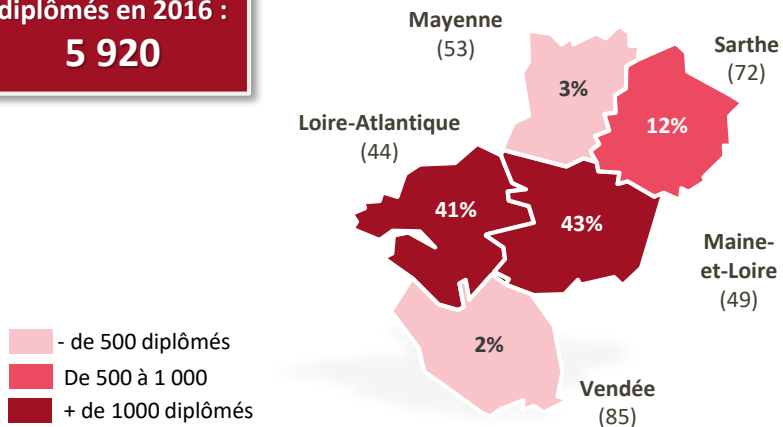 diplômés en 2016 :
5 920
Mayenne
(53)
Sarthe
(72)
3%
12%
Loire-Atlantique
(44)
41%
43%
Maine-
et-Loire
(49)
- de 500 diplômés
De 500 à 1 000
+ de 1000 diplômés
2%
Vendée
(85)